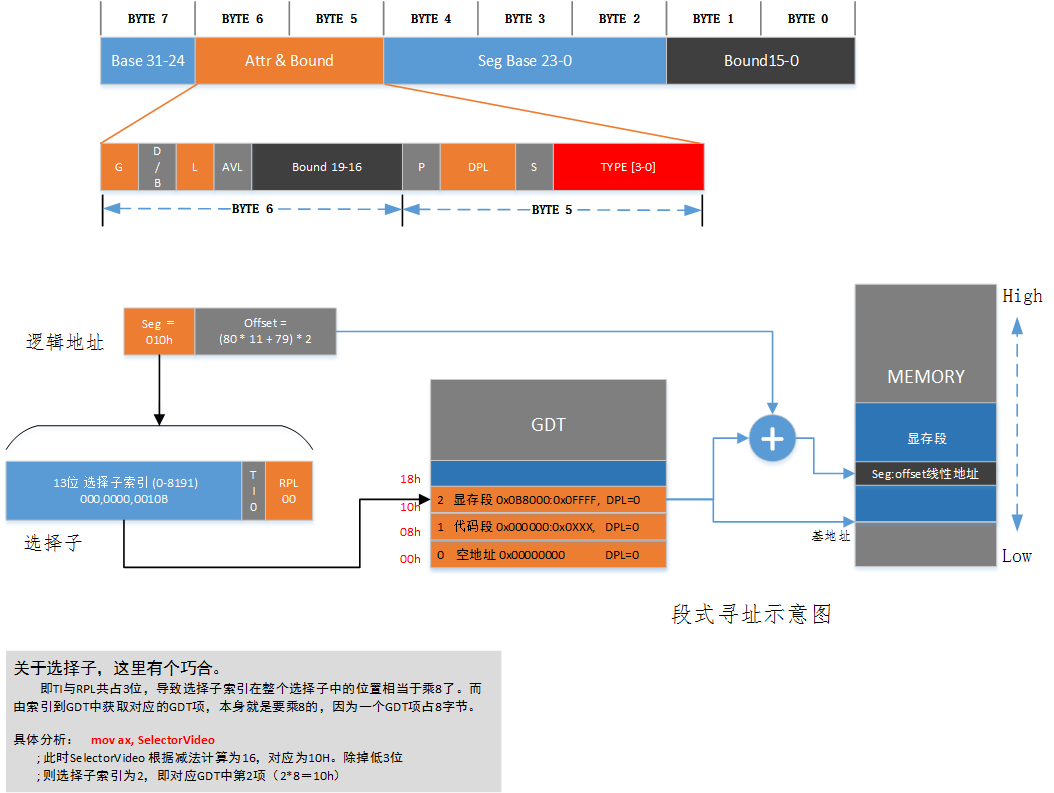 BYTE 7 BYTE 6 BYTE 5 BYTE 4 BYTE 3 BYTE 2 BYTE 1 BYTE 0
Base 31-24 Attr & Bound Seg Base 23-0 Bound15-0
G D/B L AVL Bound 19-16 P DPL S TYPE [3-0]
BYTE 6 BYTE 5
逻辑地址
Seg =
010h
Offset =
(80 * 11 + 79) * 2
13位 选择子索引 (0-8191)
000,0000,0010B
TI
0
RPL
00
选择子
GDT
18h
10h
08h
00h
2 显存段 0x0B8000:0x0FFFF, DPL=0
1 代码段 0x000000:0x0XXX, DPL=0
0 空地址 0x00000000 DPL=0
+
MEMORY
显存段
Seg:offset线性地址
基地址
High
Low
段式寻址示意图
关于选择子，这里有个巧合。
即TI与RPL共占3位，导致选择子索引在整个选择子中的位置相当于乘8了。而
由索引到GDT中获取对应的GDT项，本身就是要乘8的，因为一个GDT项占8字节。
具体分析： mov ax, SelectorVideo
; 此时SelectorVideo 根据减法计算为16，对应为10H。除掉低3位
; 则选择子索引为2，即对应GDT中第2项（2*8＝10h）